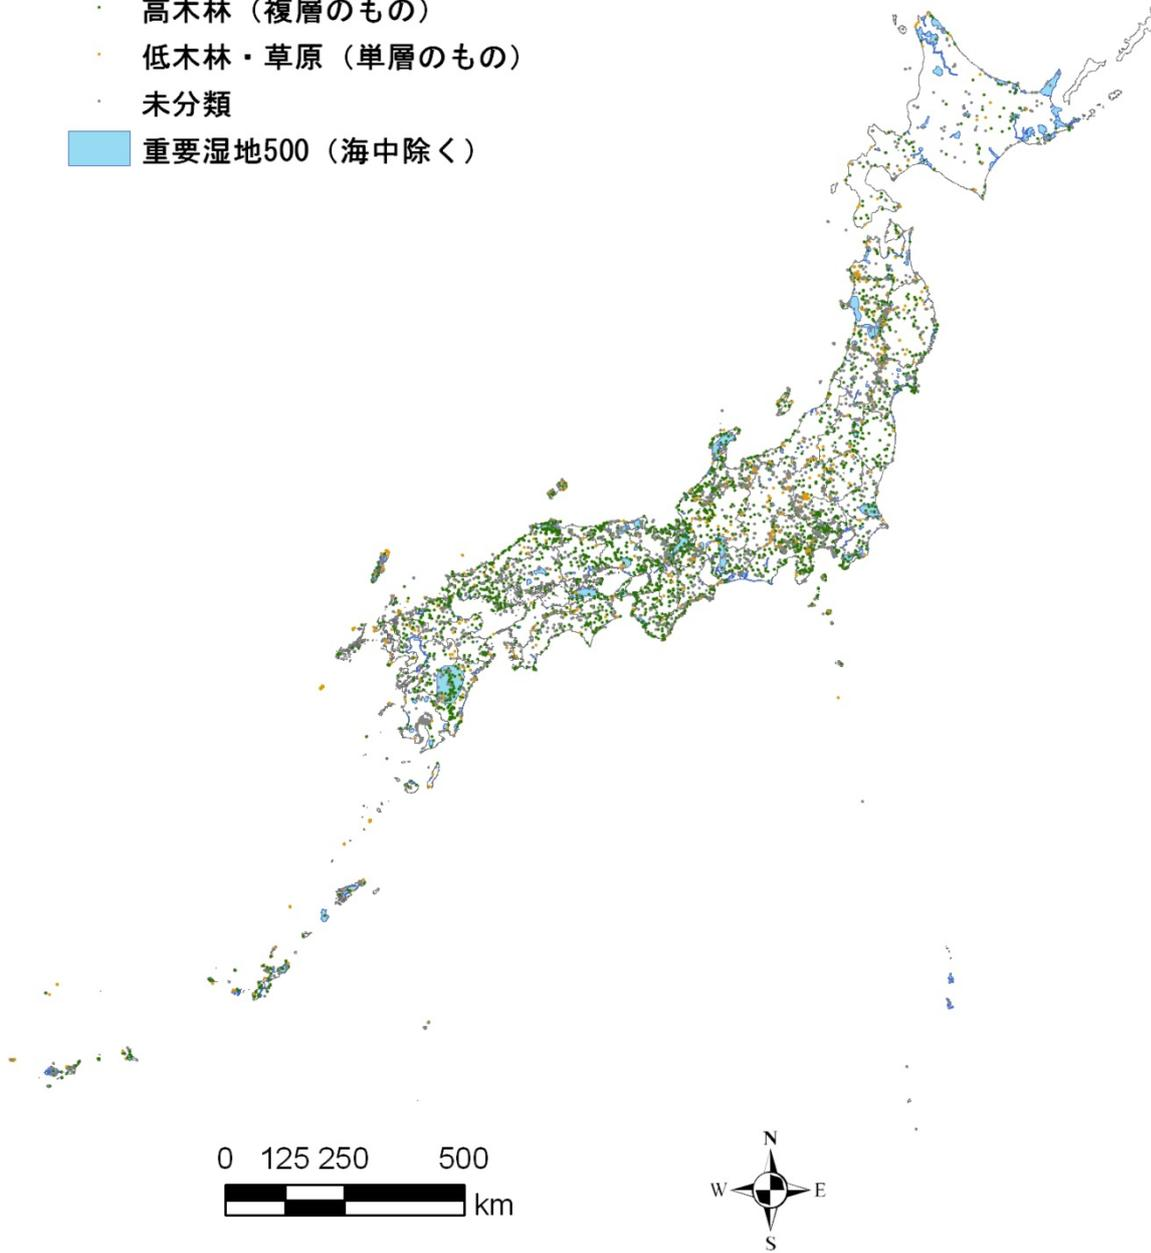 高木林（複層のもの）
低木林・草原（単層のもの）
未分類
重要湿地500（海中除く）
0 125 250 500
km
N
W E
S